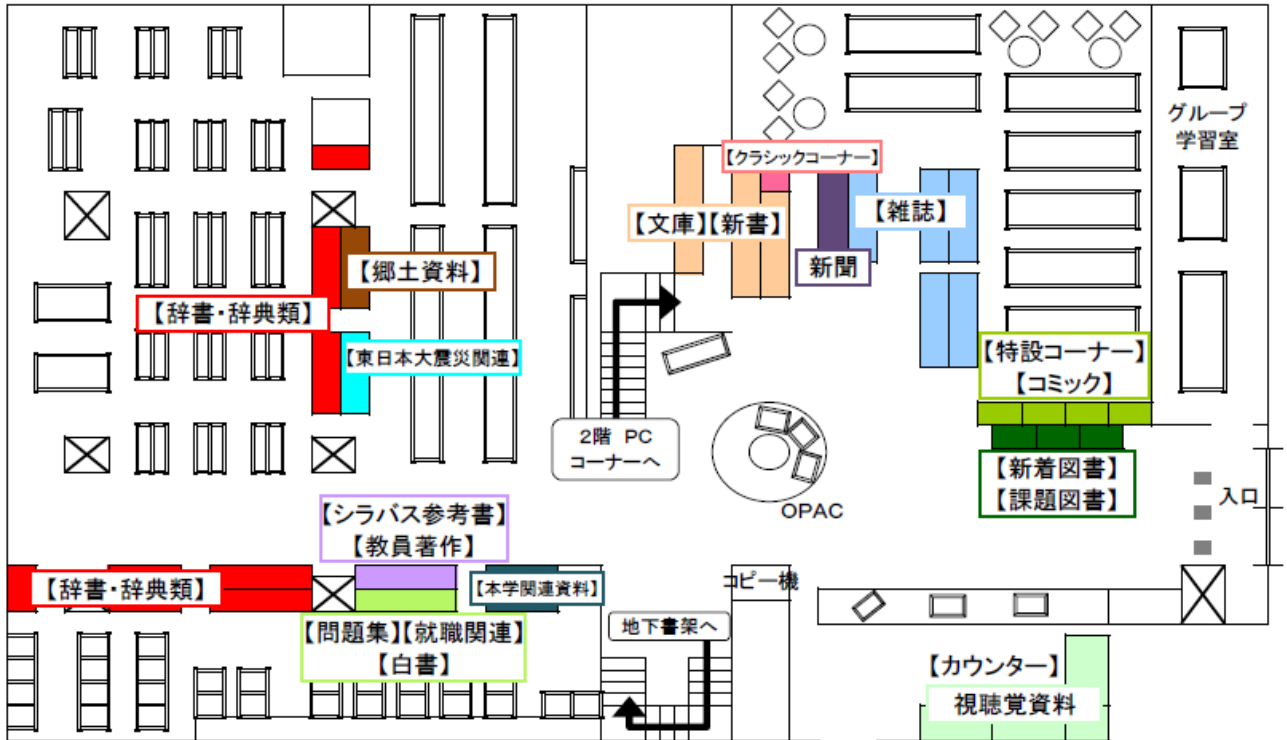 グループ
学習室
【クラシックコーナー】
【文庫】【新書】
【雑誌】
新聞
【郷土資料】
【辞書・辞典類】
【東日本大震災関連】
【特設コーナー】
【コミック】
2階 PC
コーナーへ
【新着図書】
【課題図書】
入口
OPAC
【シラバス参考書】
【教員著作】
【辞書・辞典類】
【本学関連資料】
コピー機
【問題集】【就職関連】
【白書】
地下書架へ
【カウンター】
視聴覚資料